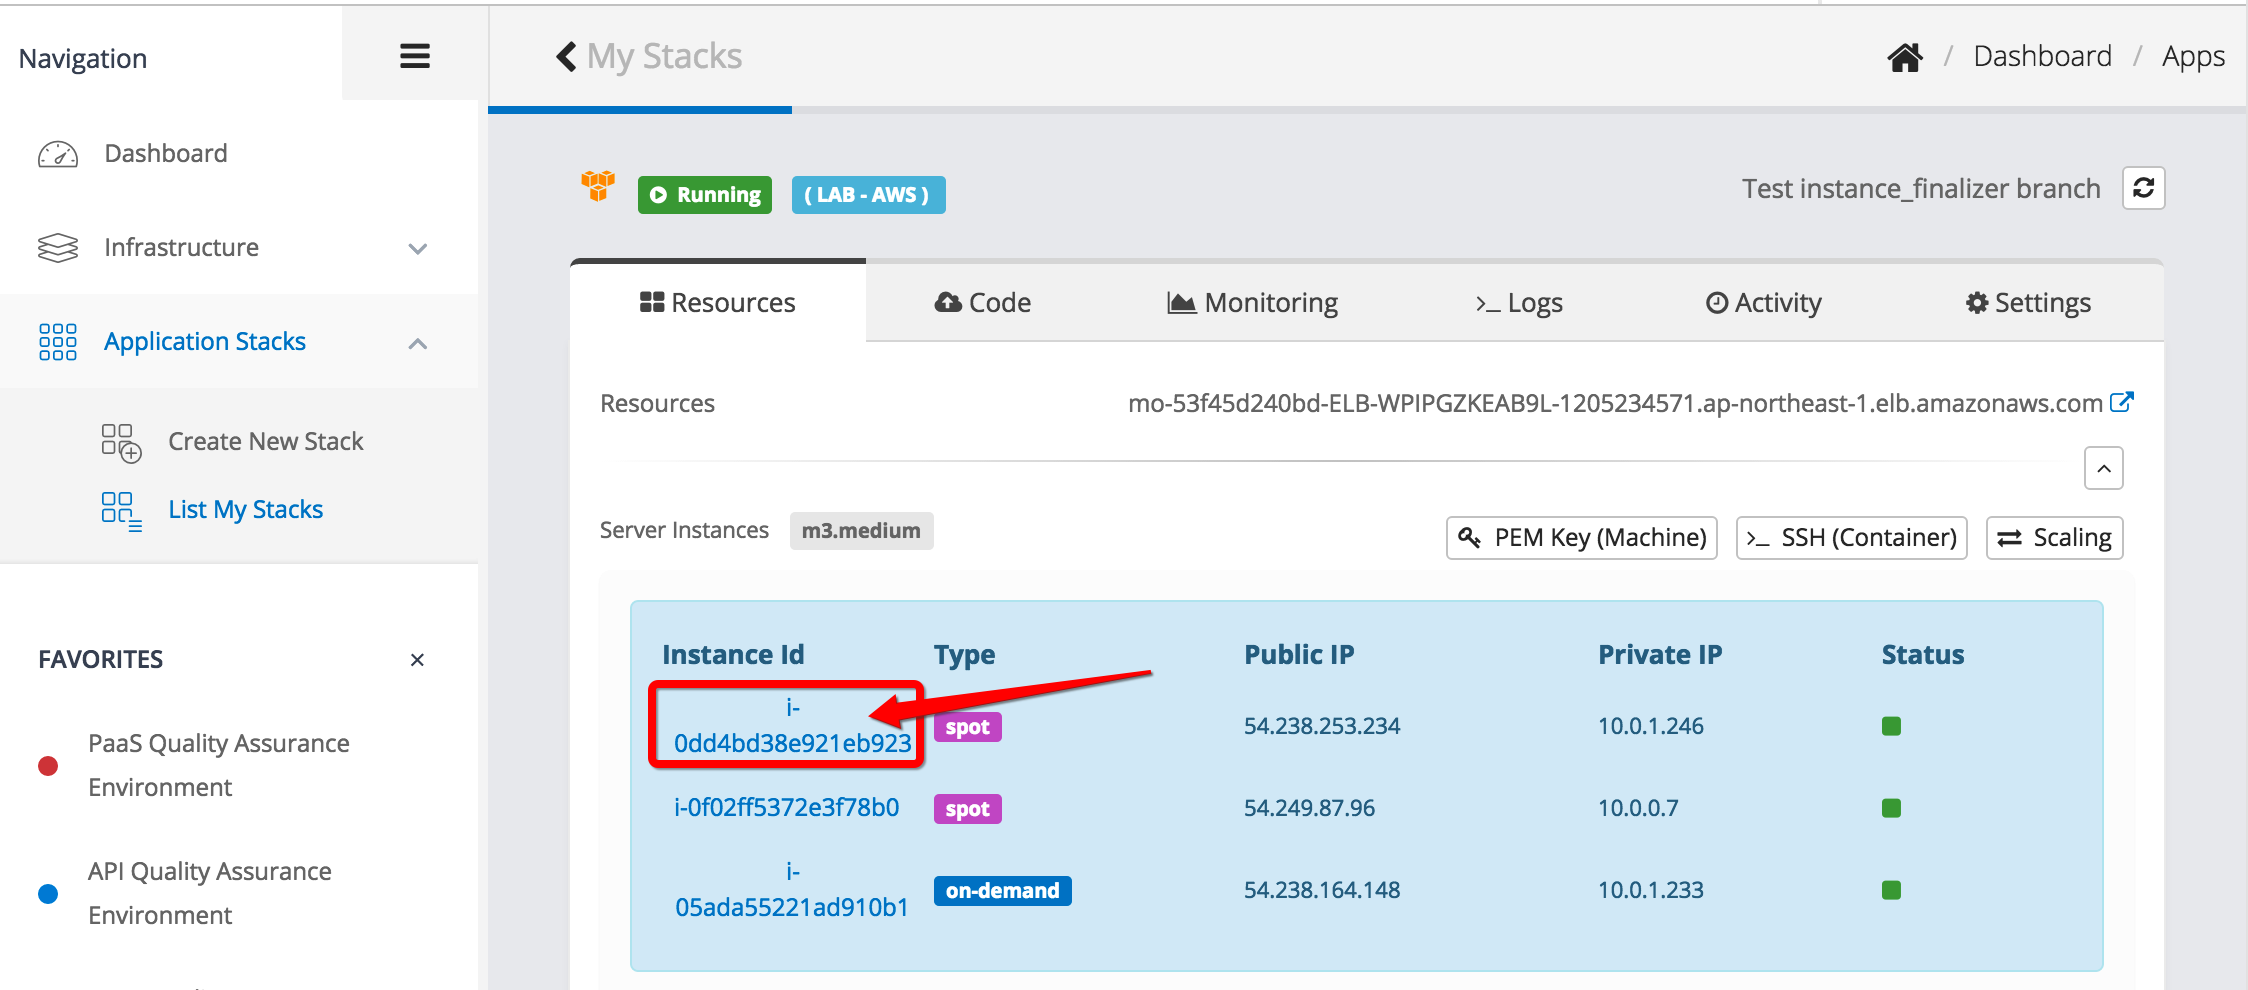 Navigation
My Stacks
/ Dashboard / Apps
Dashboard
Infrastructure
Application Stacks
Create New Stack
List My Stacks
FAVORITES ×
PaaS Quality Assurance
Environment
API Quality Assurance
Environment
Running
( LAB - AWS )
Test instance_finalizer branch
Resources
Code
Monitoring
>_ Logs
Activity
Settings
Resources
mo-53f45d240bd-ELB-WPIPGZKEAB9L-1205234571.ap-northeast-1.elb.amazonaws.com
Server Instances m3.medium
PEM Key (Machine)
>_ SSH (Container)
Scaling
Instance Id Type Public IP Private IP Status
i-
0dd4bd38e921eb923 spot 54.238.253.234 10.0.1.246
i-0f02ff5372e3f78b0 spot 54.249.87.96 10.0.0.7
i-
05ada55221ad910b1 on-demand 54.238.164.148 10.0.1.233